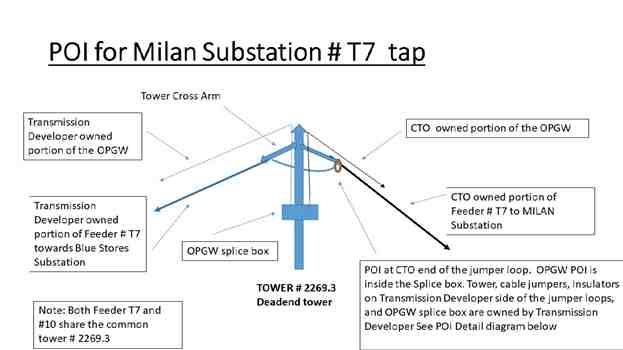 POI for Milan Substation # T7  tap
Tower Cross Arm
Transmission
Developer owned
portion of the OPGW
CTO  owned portion of the OPGW
Transmission
Developer owned
portion of Feeder # T7
towards Blue Stores
Substation
CTO owned portion of
Feeder # T7 to MILAN
Substation
OPGW splice box
TOWER # 2269.3
Deadend tower
POI at CTO end of the jumper loop.  OPGW POI is
inside the Splice box. Tower, cable jumpers, Insulators
on Transmission Developer side of the jumper loops,
and OPGW splice box are owned by Transmission
Developer See POI Detail diagram below
Note: Both Feeder T7 and
#10 share the common
tower # 2269.3